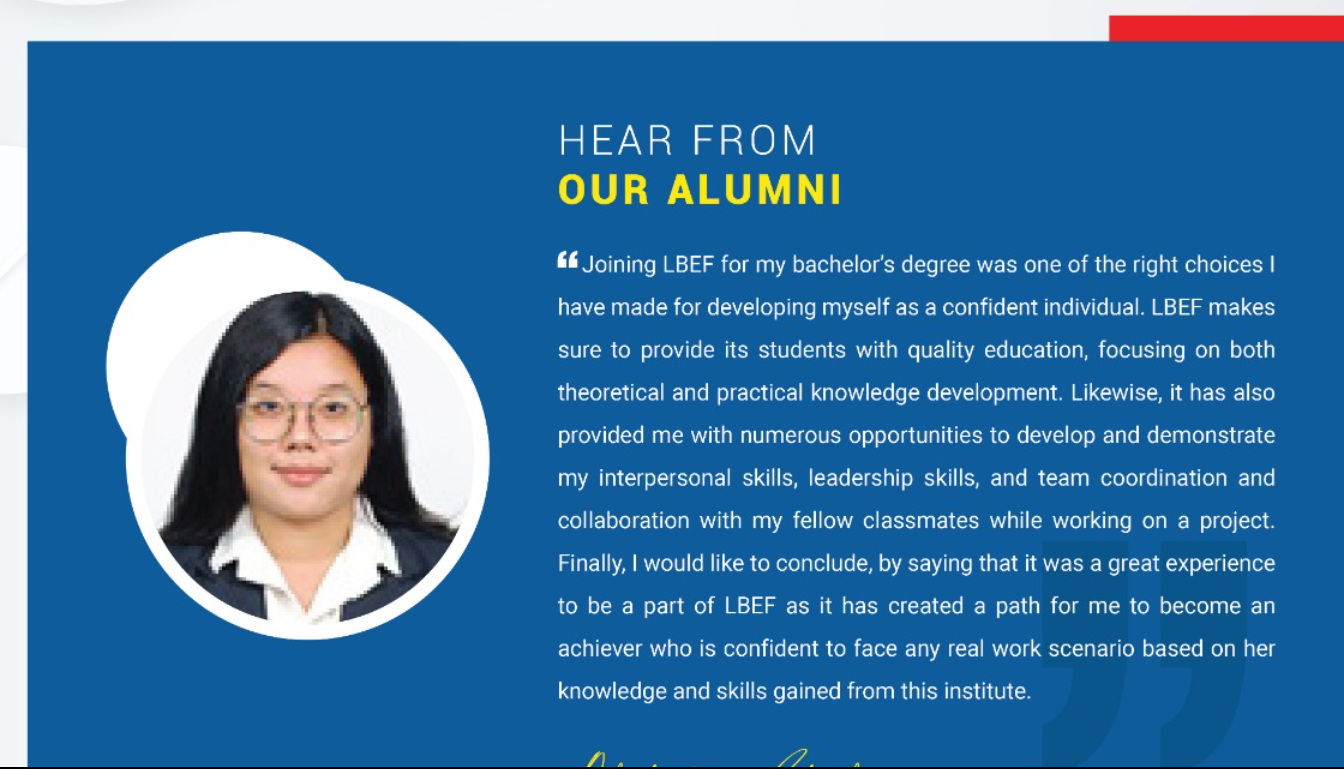 HEAR FROM
OUR ALUMNI
“Joining LBEF for my bachelor’s degree was one of the right choices I
have made for developing myself as a confident individual. LBEF makes
sure to provide its students with quality education, focusing on both
theoretical and practical knowledge development. Likewise, it has also
provided me with numerous opportunities to develop and demonstrate
my interpersonal skills, leadership skills, and team coordination and
collaboration with my fellow classmates while working on a project.
Finally, I would like to conclude, by saying that it was a great experience
to be a part of LBEF as it has created a path for me to become an
achiever who is confident to face any real work scenario based on her
knowledge and skills gained from this institute.